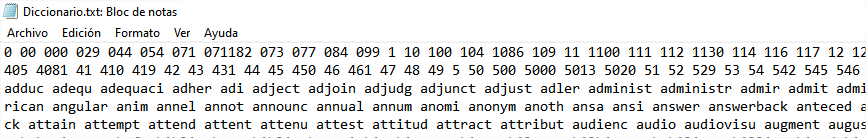 Diccionario.txt: Bloc de notas
Archivo Edición Formato Ver Ayuda
0 00 000 029 044 054 071 071182 073 077 084 099 1 10 100 104 1086 109 11 1100 111 112 1130 114 116 117 12 12
405 4081 41 410 419 42 43 431 44 45 450 46 461 47 48 49 5 50 500 5000 5013 5020 51 52 529 53 54 542 545 546
adduc adequ adequaci adher adi adject adjoin adjudg adjunct adjust adler administ administr admir admit admi
rican angular anim annel annot announc annual annum anomi anonym anoth ansa ansi answer answerback anteced a
ck attain attempt attend attent attenu attest attitud attract attribut audienc audio audiovisu augment augus